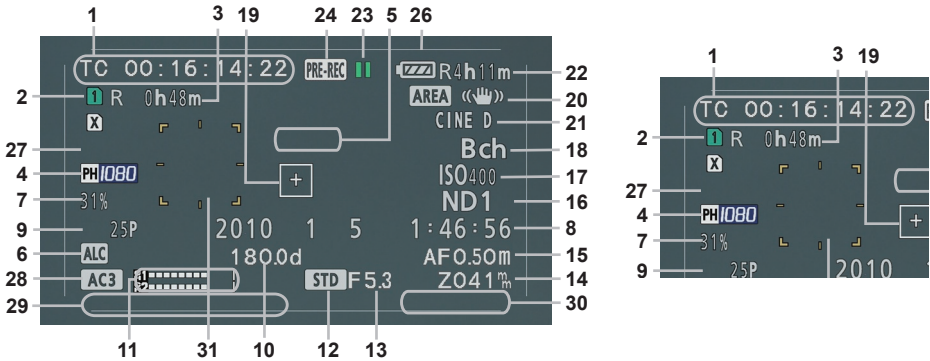 1 3 19 24 23 5 26
TC 00:16:14:22 PRE-REC R4h11m 22
2 1 R 0h48m AREA 20
X CINE D 21
27 Bch 18
4 PH 1080 + ISO400 17
7 31% ND1 16
9 25P 2010 1 5 1:46:56 8
6 ALC 180.0d AF0.50m 15
28 AC3 STD F5.3 Z041m 14
29 30
11 31 10 12 13
1 3 19
TC 00:16:14:22
2 1 R 0h48m
X
27
4 PH 1080 +
7 31%
9 25P 2010